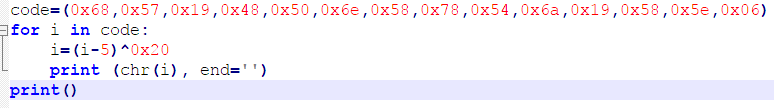 code=(0x68,0x57,0x19,0x48,0x50,0x6e,0x58,0x78,0x54,0x6a,0x19,0x58,0x5e,0x06)
for i in code:
    i=(i-5)^0x20
    print (chr(i), end='')
print()